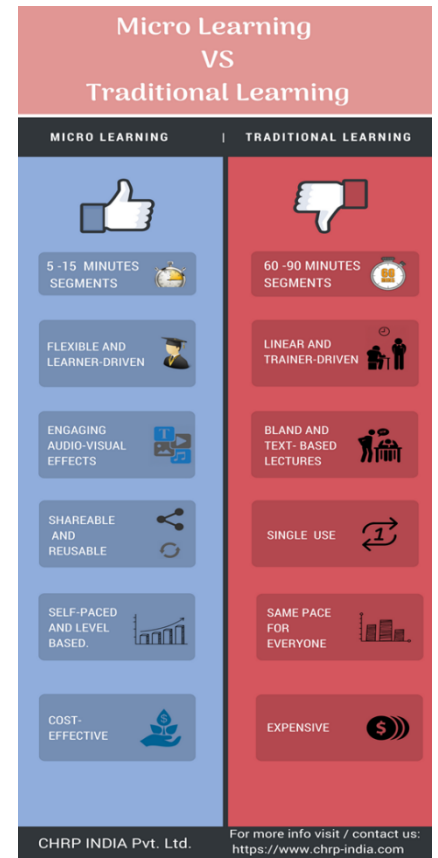 Micro Learning
VS
Traditional Learning
MICRO LEARNING | TRADITIONAL LEARNING
5 -15 MINUTES
SEGMENTS
60 -90 MINUTES
SEGMENTS
FLEXIBLE AND
LEARNER-DRIVEN
LINEAR AND
TRAINER-DRIVEN
ENGAGING
AUDIO-VISUAL
EFFECTS
T
BLAND AND
TEXT- BASED
LECTURES
SHAREABLE
AND
REUSABLE
SINGLE USE
1
SELF-PACED
AND LEVEL
BASED.
SAME PACE
FOR
EVERYONE
COST-
EFFECTIVE
$
EXPENSIVE
$
CHRP INDIA Pvt. Ltd.
For more info visit / contact us:
https://www.chrp-india.com